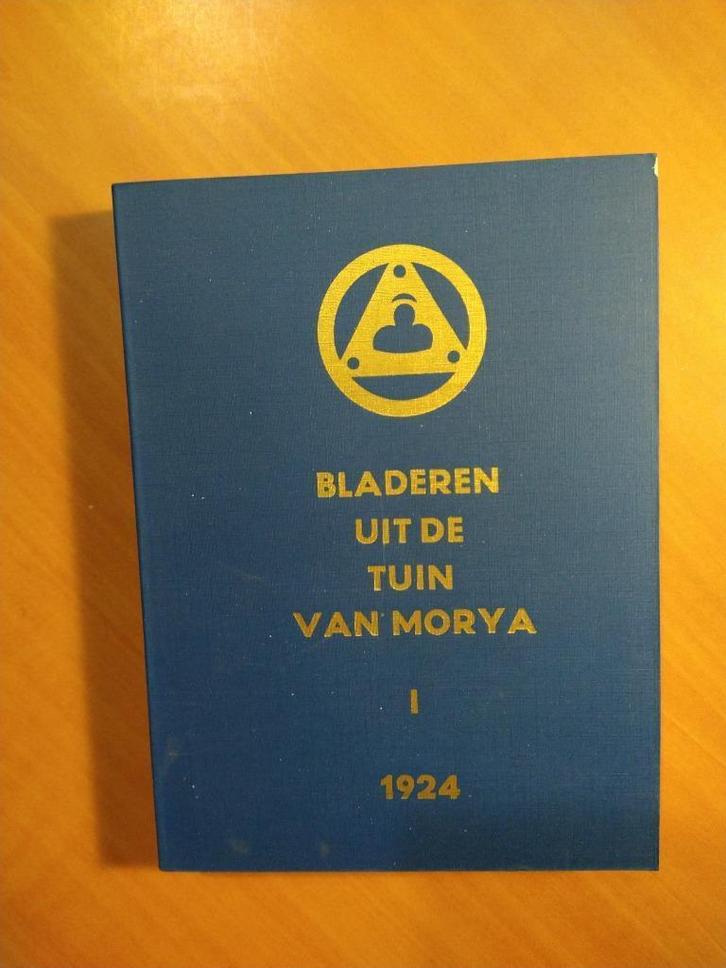 BLADEREN
UIT DE
TUIN
VAN MORYA
I
1924